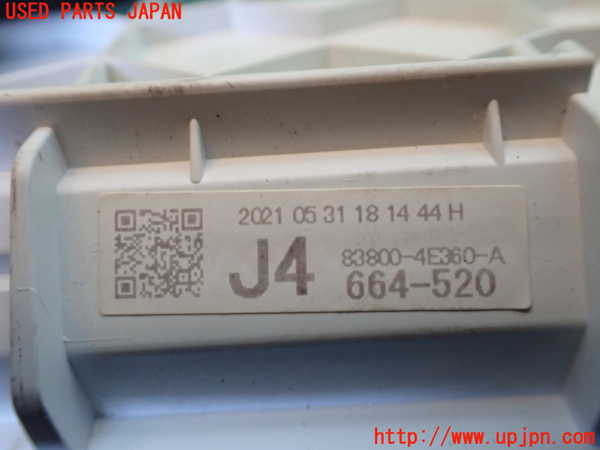 USED PARTS JAPAN
2021 05 31 18 14 44 H
J4
83800-4E360-A
664-520
http://www.upjpn.com/